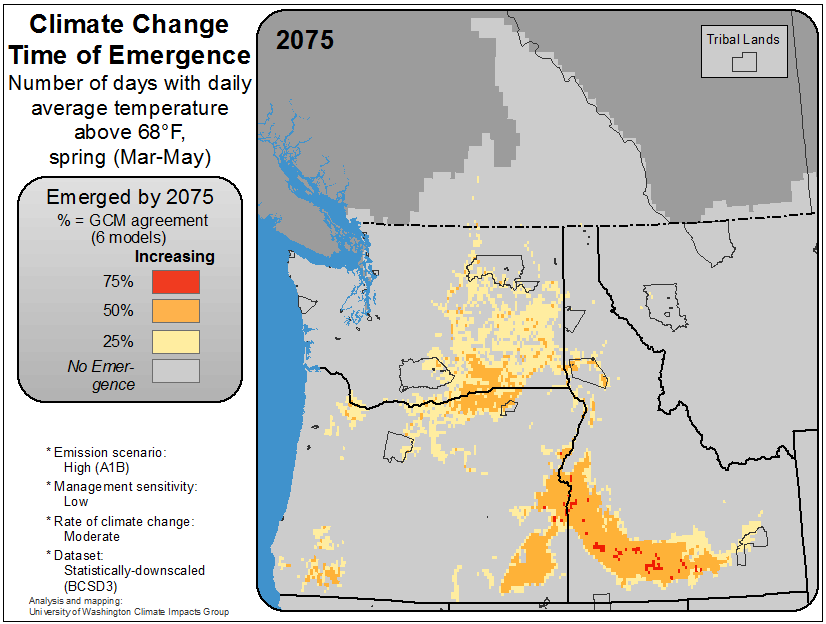 Climate Change
Time of Emergence
Number of days with daily
average temperature
above 68°F,
spring (Mar-May)
Emerged by 2075
% = GCM agreement
(6 models)
Increasing
75%
50%
25%
No Emer-
gence
* Emission scenario:
High (A1B)
* Management sensitivity:
Low
* Rate of climate change:
Moderate
* Dataset:
Statistically-downscaled
(BCSD3)
Analysis and mapping:
University of Washington Climate Impacts Group
2075
Tribal Lands